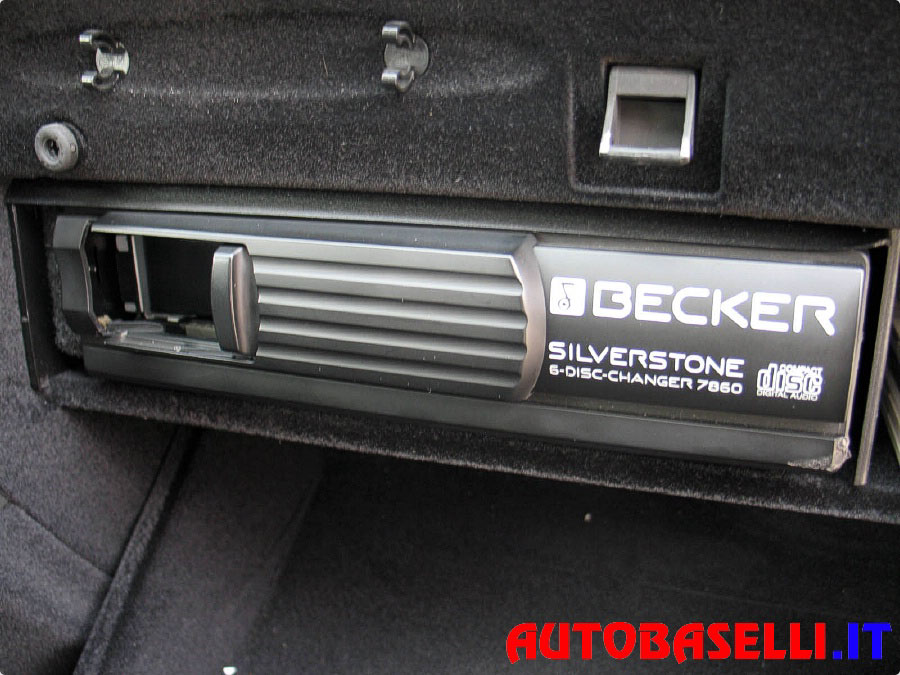 BECKER
SILVERSTONE
6-DISC-CHANGER 7860
COMPACT
disc
DIGITAL AUDIO
AUTOBASELLI.IT